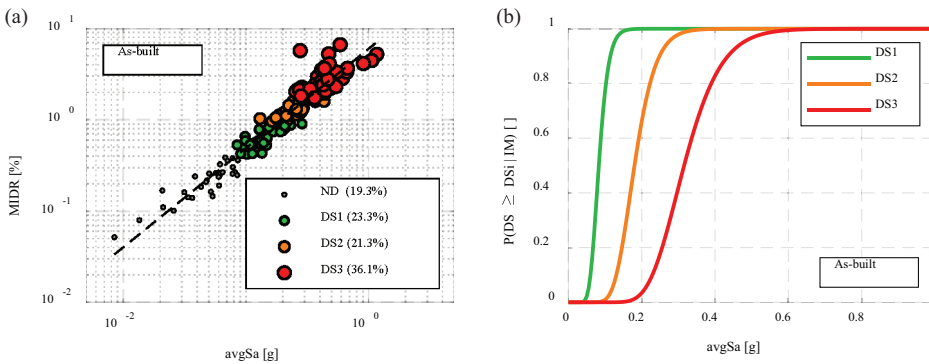 (a)
As-built
10^1
10^0
10^-1
10^-2
MIDR [%]
ND (19.3%)
DS1 (23.3%)
DS2 (21.3%)
DS3 (36.1%)
10^-2
10^0
avgSa [g]
(b)
1
0.8
0.6
0.4
0.2
0
P(DS ≥ DSi | IM) [ ]
DS1
DS2
DS3
As-built
0 0.2 0.4 0.6 0.8
avgSa [g]